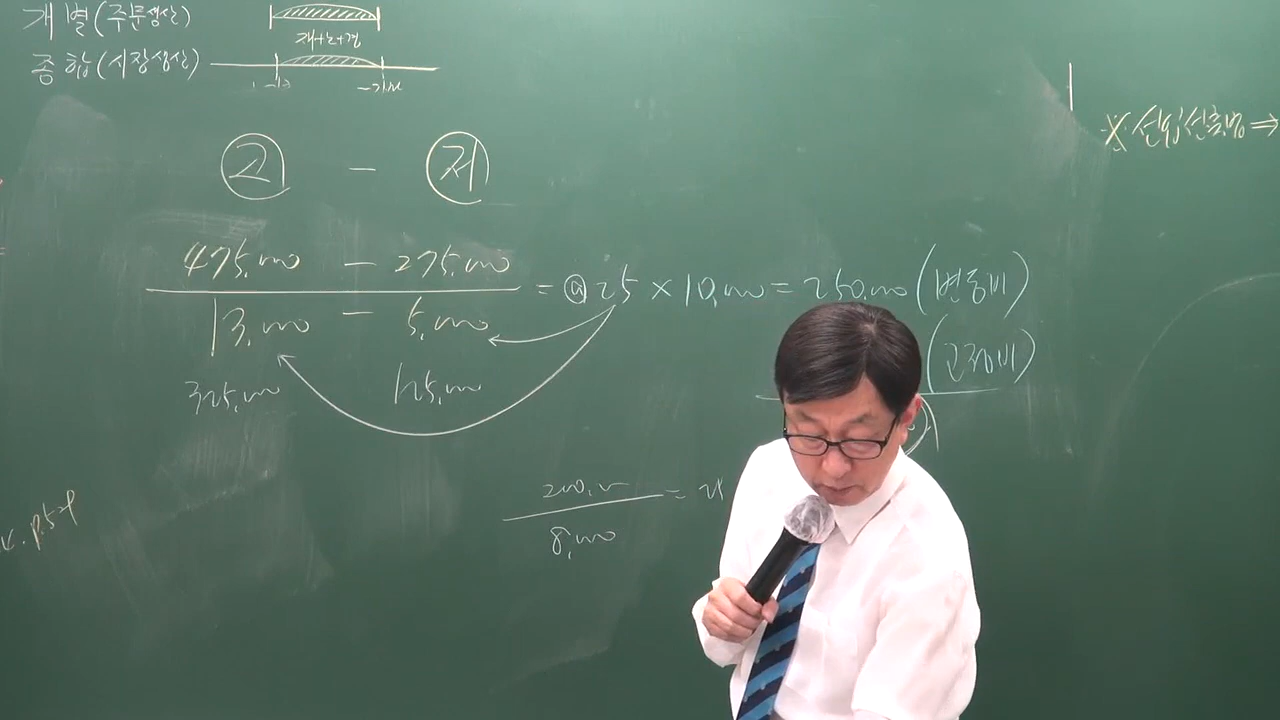 개별(주문생산)
재+노+경
종합(시장생산)
고 - 저
※ 선입선출법 ⇒
475,000 - 275,000
13,000 - 5,000
= @25 × 10,000 = 250,000 (변동비)
(고정비)
325,000 125,000
200,000
8,000
= 25
p.54